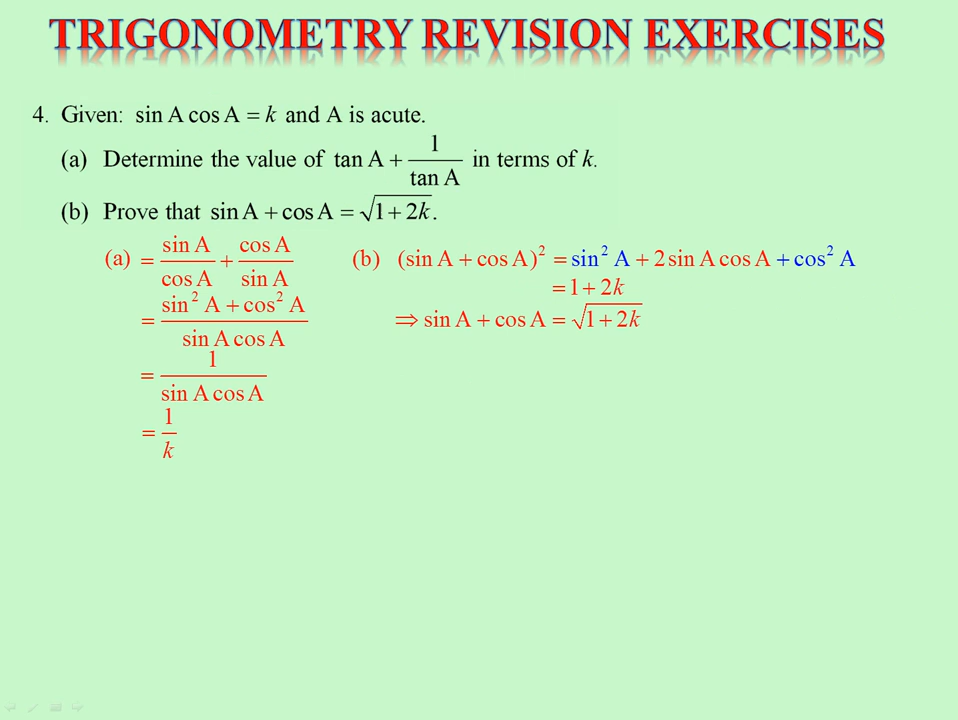 TRIGONOMETRY REVISION EXERCISES
4. Given: sin A cos A = k and A is acute.
(a) Determine the value of tan A + 1/tan A in terms of k.
(b) Prove that sin A + cos A = √(1 + 2k).
(a) = sin A/cos A + cos A/sin A
= (sin² A + cos² A)/(sin A cos A)
= 1/(sin A cos A)
= 1/k
(b) (sin A + cos A)² = sin² A + 2 sin A cos A + cos² A
= 1 + 2k
⇒ sin A + cos A = √(1 + 2k)